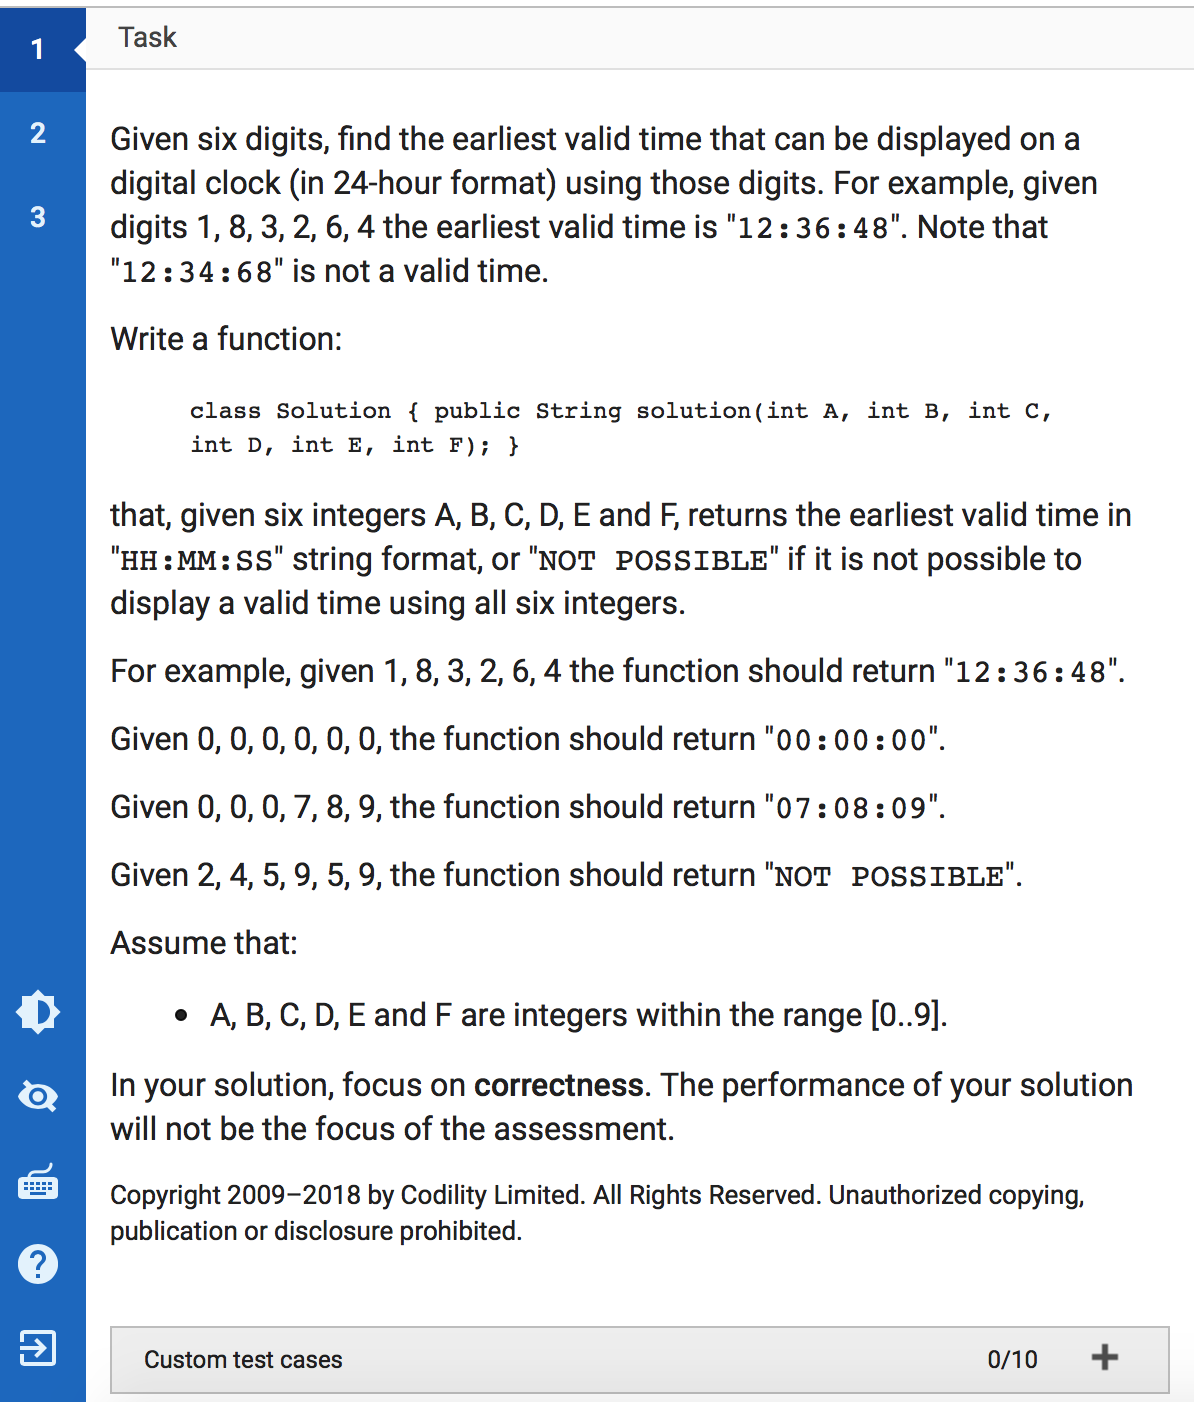 1
Task
2
3
Given six digits, find the earliest valid time that can be displayed on a
digital clock (in 24-hour format) using those digits. For example, given
digits 1, 8, 3, 2, 6, 4 the earliest valid time is "12:36:48". Note that
"12:34:68" is not a valid time.
Write a function:
class Solution { public String solution(int A, int B, int C,
int D, int E, int F); }
that, given six integers A, B, C, D, E and F, returns the earliest valid time in
"HH:MM:SS" string format, or "NOT POSSIBLE" if it is not possible to
display a valid time using all six integers.
For example, given 1, 8, 3, 2, 6, 4 the function should return "12:36:48".
Given 0, 0, 0, 0, 0, 0, the function should return "00:00:00".
Given 0, 0, 0, 7, 8, 9, the function should return "07:08:09".
Given 2, 4, 5, 9, 5, 9, the function should return "NOT POSSIBLE".
Assume that:
• A, B, C, D, E and F are integers within the range [0..9].
In your solution, focus on correctness. The performance of your solution
will not be the focus of the assessment.
Copyright 2009–2018 by Codility Limited. All Rights Reserved. Unauthorized copying,
publication or disclosure prohibited.
Custom test cases 0/10 +